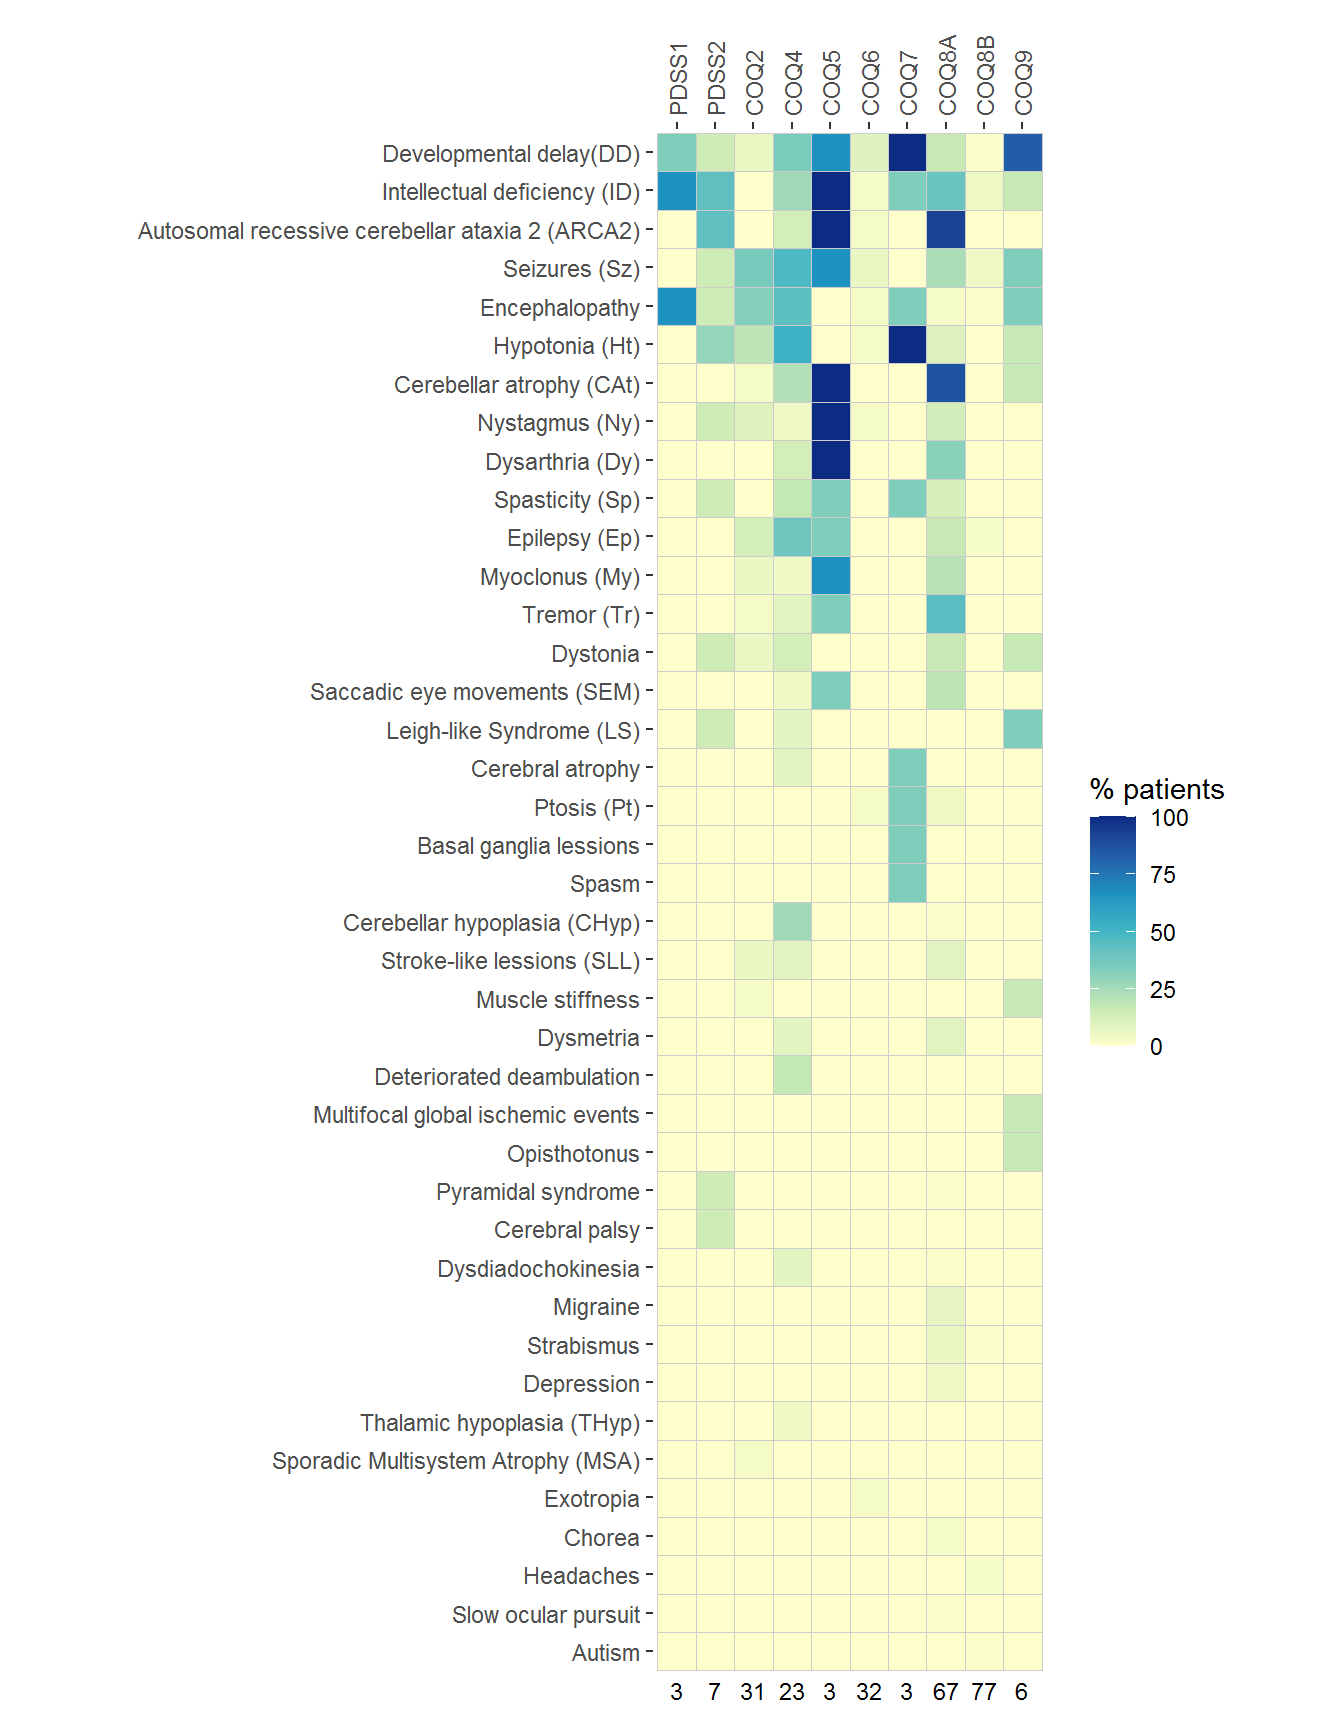 PDSS1 PDSS2 COQ2 COQ4 COQ5 COQ6 COQ7 COQ8A COQ8B COQ9
Developmental delay(DD)
Intellectual deficiency (ID)
Autosomal recessive cerebellar ataxia 2 (ARCA2)
Seizures (Sz)
Encephalopathy
Hypotonia (Ht)
Cerebellar atrophy (CAt)
Nystagmus (Ny)
Dysarthria (Dy)
Spasticity (Sp)
Epilepsy (Ep)
Myoclonus (My)
Tremor (Tr)
Dystonia
Saccadic eye movements (SEM)
Leigh-like Syndrome (LS)
Cerebral atrophy
Ptosis (Pt)
Basal ganglia lessions
Spasm
Cerebellar hypoplasia (CHyp)
Stroke-like lessions (SLL)
Muscle stiffness
Dysmetria
Deteriorated deambulation
Multifocal global ischemic events
Opisthotonus
Pyramidal syndrome
Cerebral palsy
Dysdiadochokinesia
Migraine
Strabismus
Depression
Thalamic hypoplasia (THyp)
Sporadic Multisystem Atrophy (MSA)
Exotropia
Chorea
Headaches
Slow ocular pursuit
Autism
3 7 31 23 3 32 3 67 77 6
% patients
100
75
50
25
0